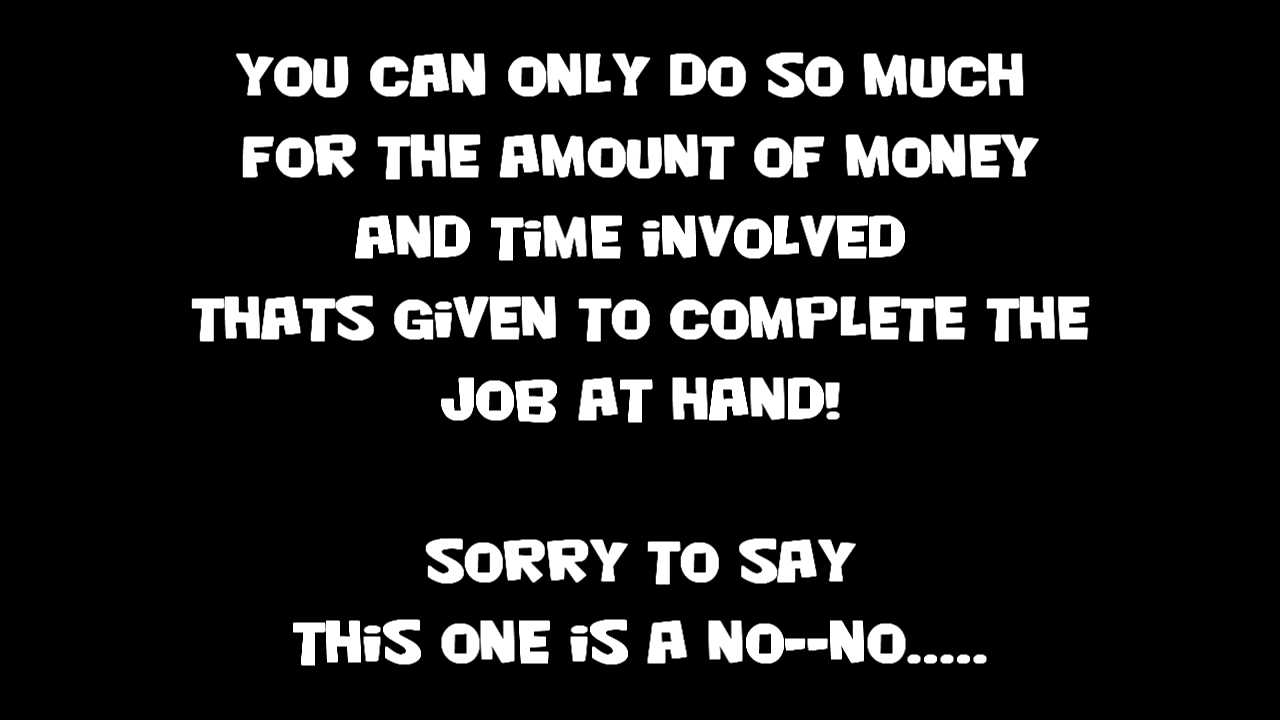 YOU CAN ONLY DO SO MUCH
FOR THE AMOUNT OF MONEY
AND TiME iNVOLVED
THATS GiVEN TO COMPLETE THE
JOB AT HAND!
SORRY TO SAY
THiS ONE iS A NO--NO.....